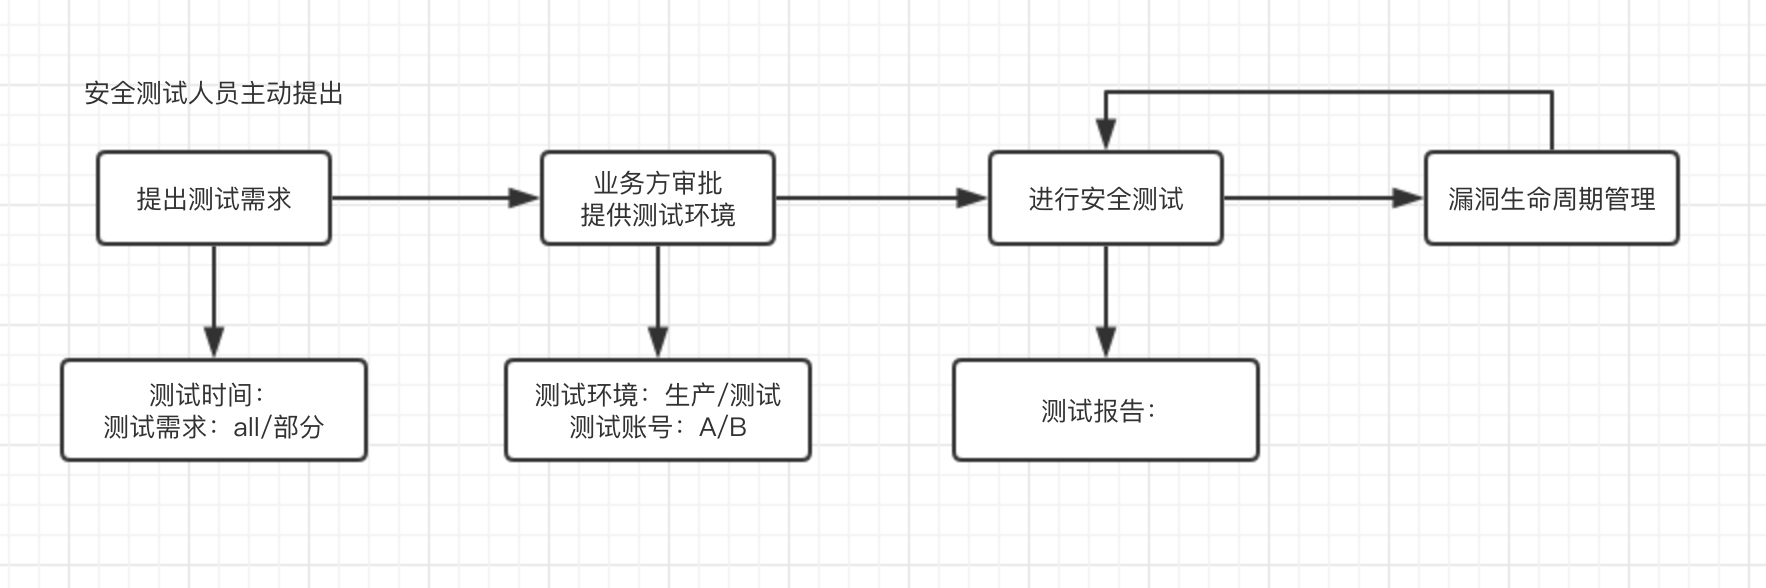 安全测试人员主动提出
提出测试需求
业务方审批
提供测试环境
进行安全测试
漏洞生命周期管理
测试时间：
测试需求：all/部分
测试环境：生产/测试
测试账号：A/B
测试报告：